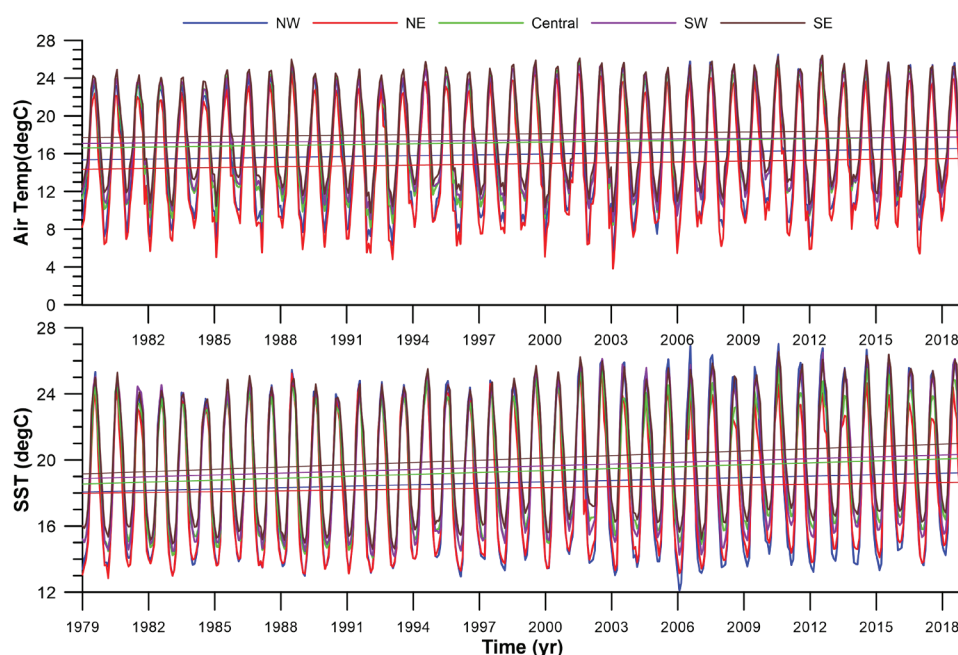 NW NE Central SW SE
28
24
20
16
12
8
4
0
Air Temp(degC)
1982 1985 1988 1991 1994 1997 2000 2003 2006 2009 2012 2015 2018
28
24
20
16
12
SST (degC)
1979 1982 1985 1988 1991 1994 1997 2000 2003 2006 2009 2012 2015 2018
Time (yr)